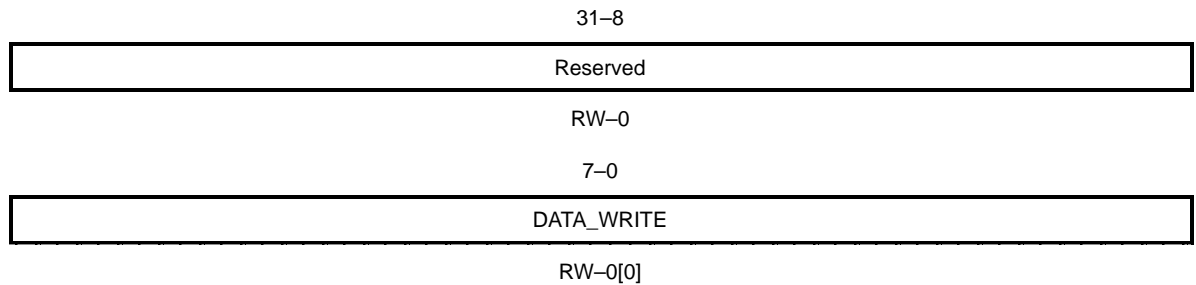 31–8
Reserved
RW–0
7–0
DATA_WRITE
RW–0[0]